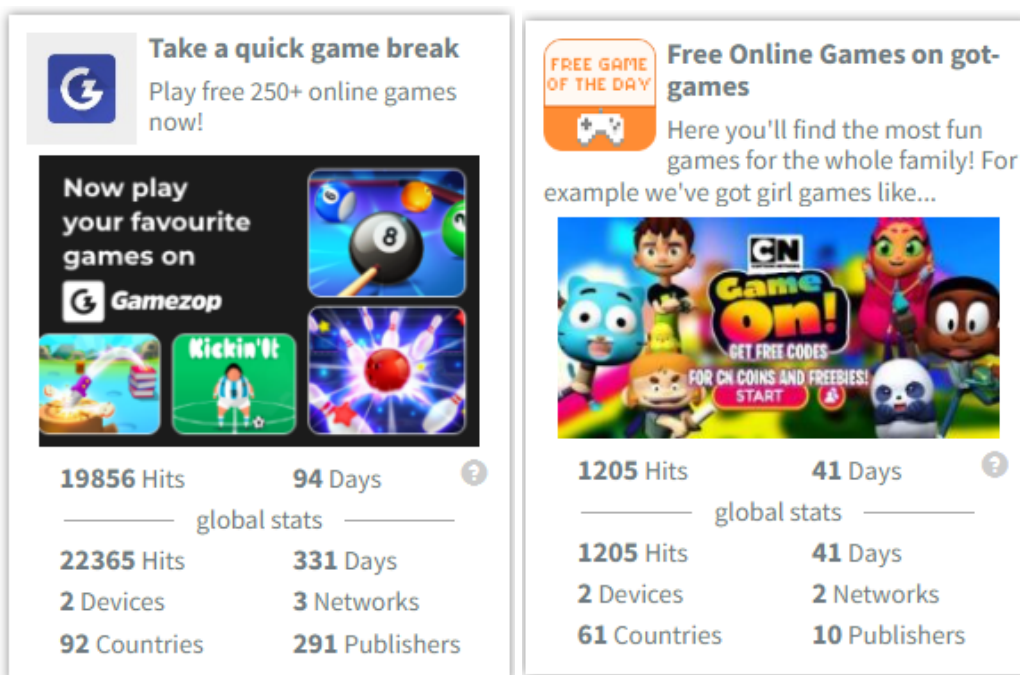 Take a quick game break
Play free 250+ online games
now!
Now play
your favourite
games on
G Gamezop
8
Kickin'It
19856 Hits
94 Days
?
global stats
22365 Hits
331 Days
2 Devices
3 Networks
92 Countries
291 Publishers
FREE GAME
OF THE DAY
Free Online Games on got-
games
Here you'll find the most fun
games for the whole family! For
example we've got girl games like...
CN
CARTOON NETWORK
Game
On!
GET FREE CODES
FOR CN COINS AND FREEBIES!
START
1205 Hits
41 Days
?
global stats
1205 Hits
41 Days
2 Devices
2 Networks
61 Countries
10 Publishers